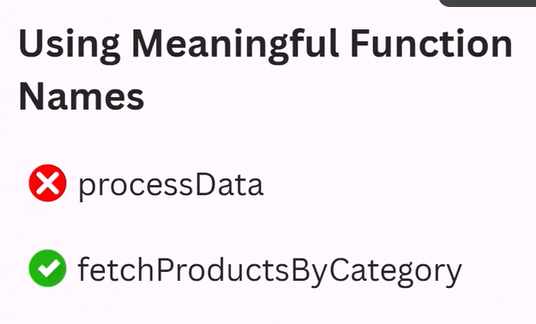 Using Meaningful Function
Names
processData
fetchProductsByCategory